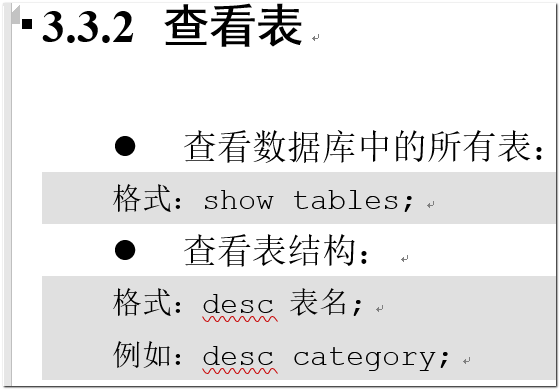 3.3.2 查看表
● 查看数据库中的所有表：
格式：show tables;
● 查看表结构：
格式：desc 表名;
例如：desc category;